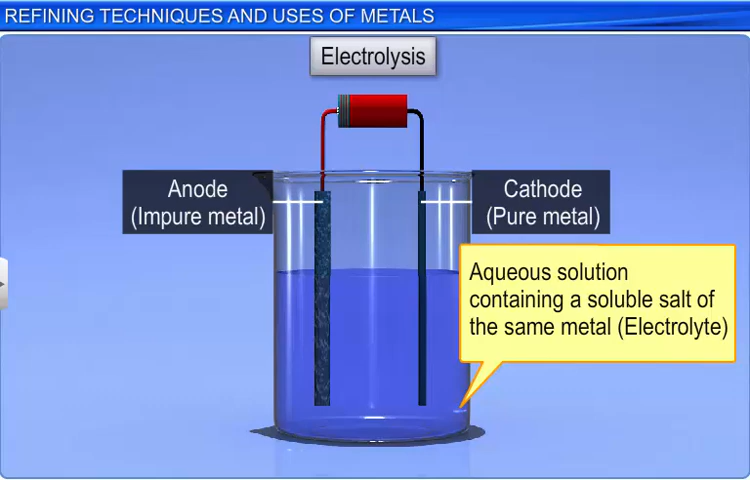 REFINING TECHNIQUES AND USES OF METALS
Electrolysis
Anode
(Impure metal)
Cathode
(Pure metal)
Aqueous solution
containing a soluble salt of
the same metal (Electrolyte)